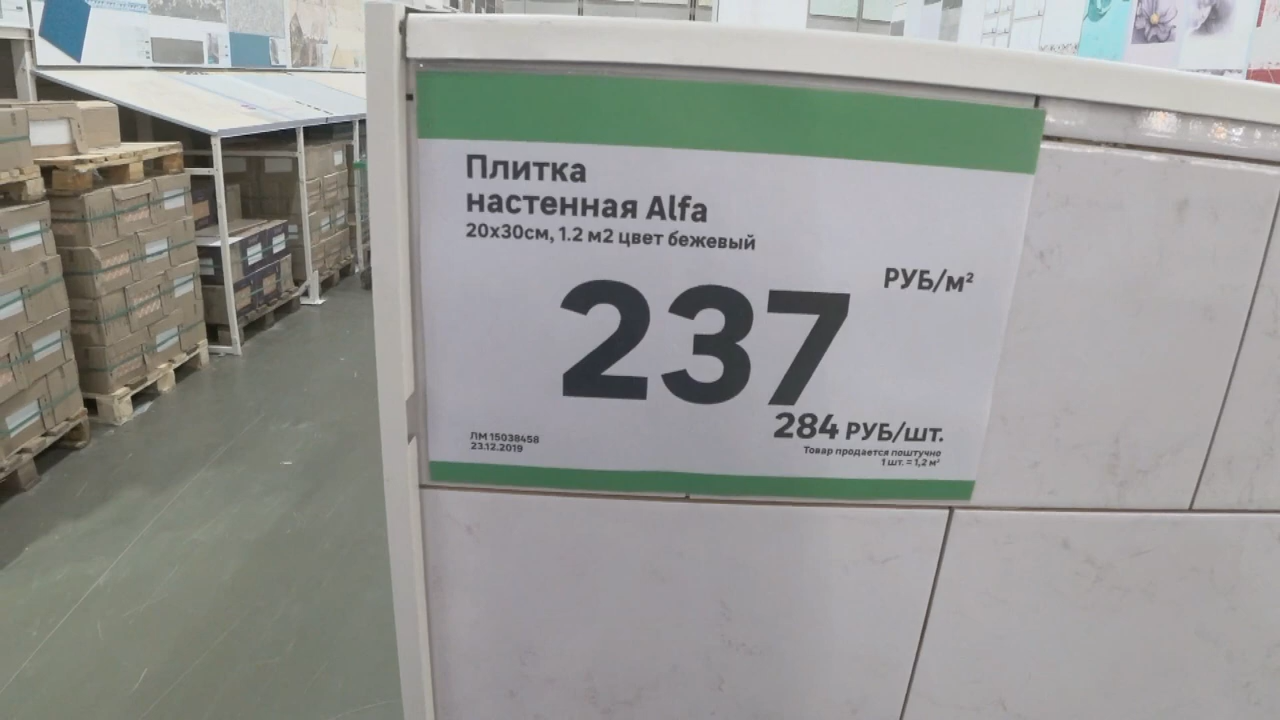 Плитка
настенная Alfa
20х30см, 1.2 м2 цвет бежевый
РУБ/м²
237
284 РУБ/шт.
Товар продается поштучно
1 шт. = 1,2 м²
ЛМ 15038458
23.12.2019